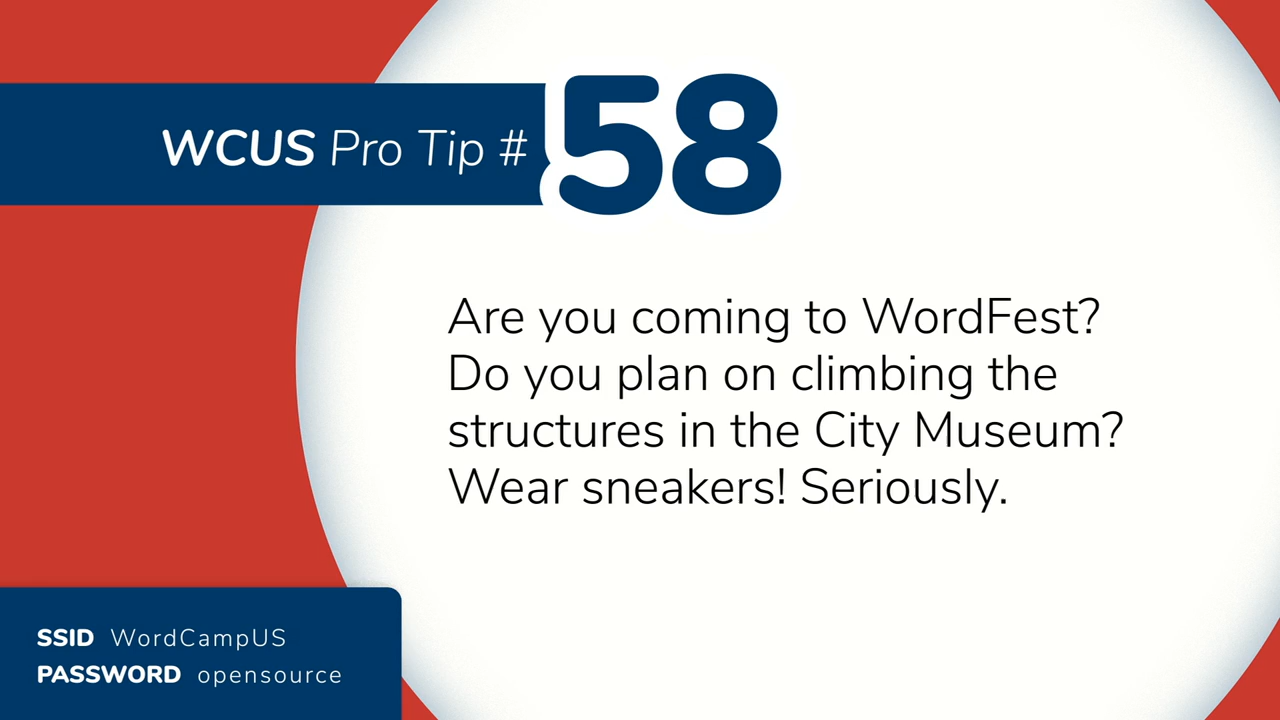 WCUS Pro Tip # 58
Are you coming to WordFest?
Do you plan on climbing the
structures in the City Museum?
Wear sneakers! Seriously.
SSID WordCampUS
PASSWORD opensource